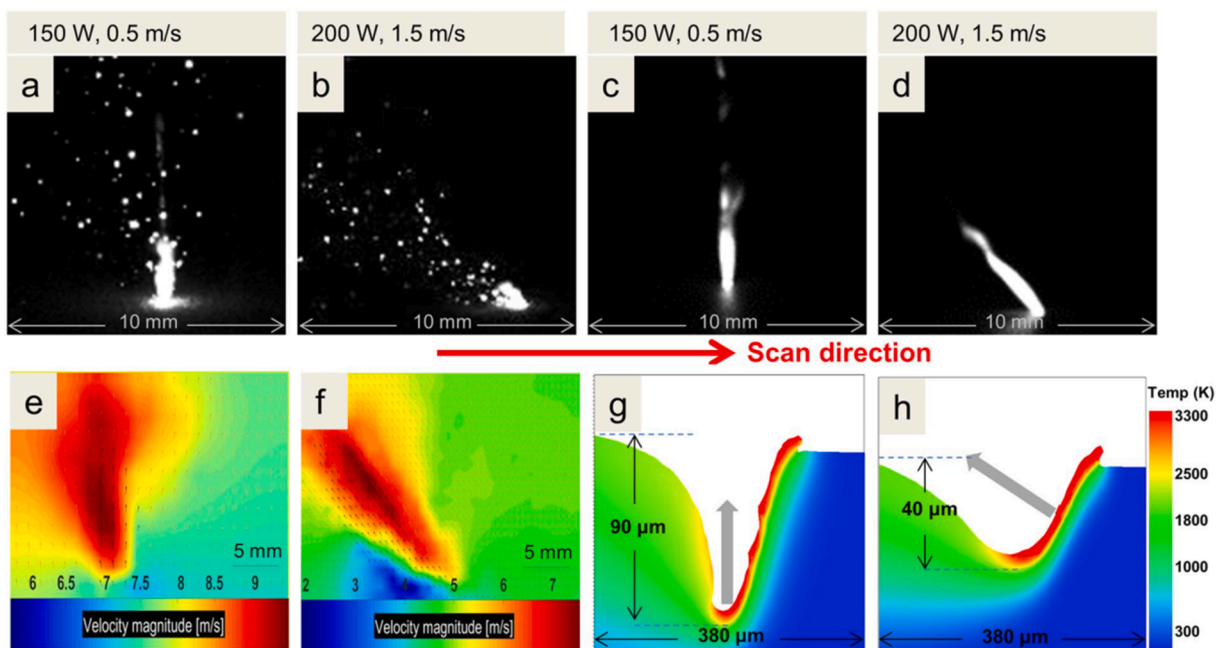 150 W, 0.5 m/s
200 W, 1.5 m/s
150 W, 0.5 m/s
200 W, 1.5 m/s
a
b
c
d
10 mm
10 mm
10 mm
10 mm
Scan direction
e
f
g
h
Temp (K)
3300
2500
1800
1000
300
90 μm
40 μm
5 mm
5 mm
6 6.5 7 7.5 8 8.5 9
2 3 4 5 6 7
Velocity magnitude [m/s]
Velocity magnitude [m/s]
380 μm
380 μm